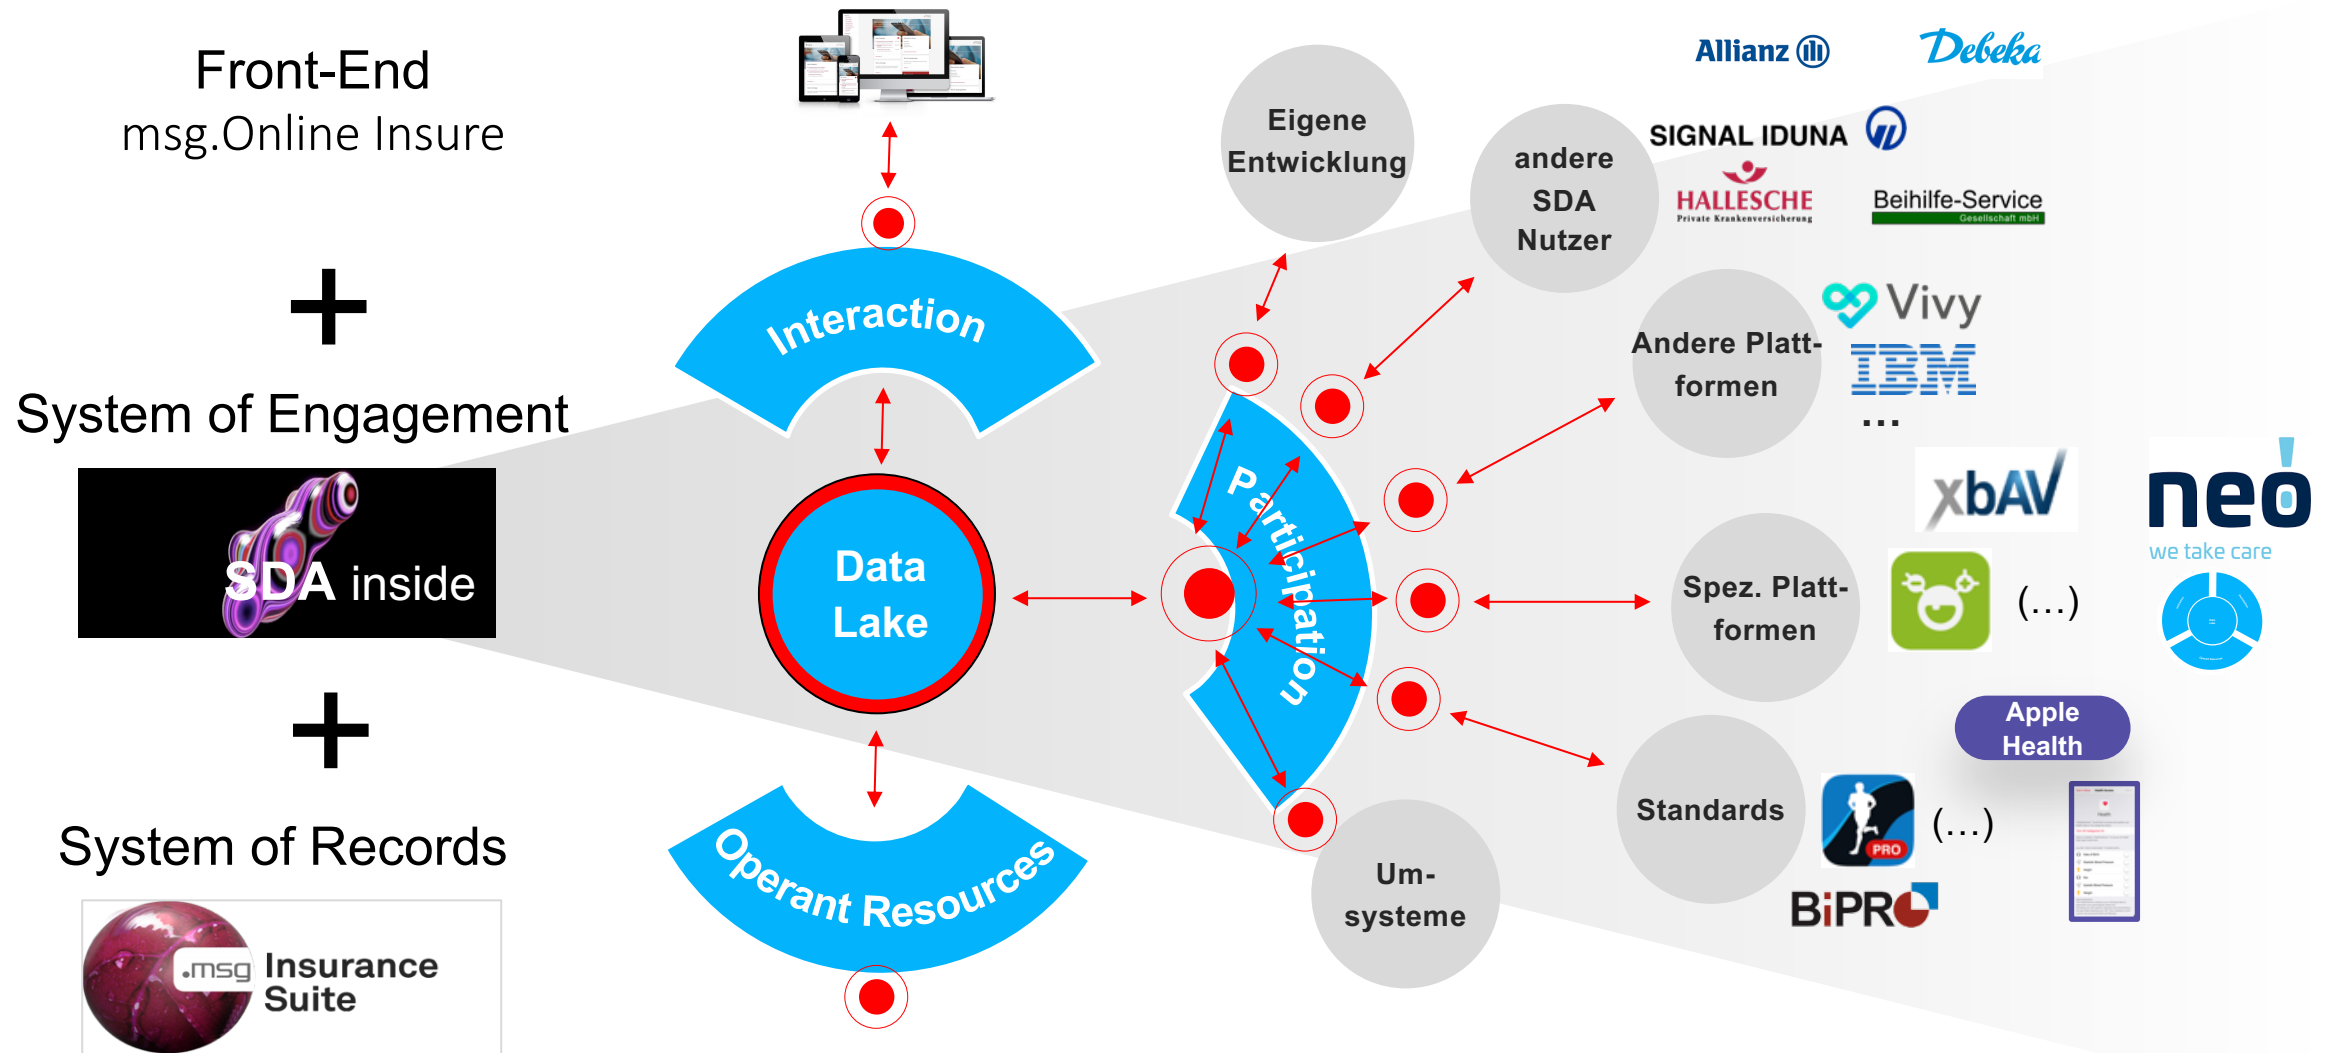 Front-End
msg.Online Insure
+
System of Engagement
SDA inside
+
System of Records
.msg
Insurance
Suite
Interaction
Data
Lake
Operant Resources
Participation
Eigene
Entwicklung
andere
SDA
Nutzer
Andere Platt-
formen
Spez. Platt-
formen
Standards
Um-
systeme
Allianz
Debeka
SIGNAL IDUNA
HALLESCHE
Private Krankenversicherung
Beihilfe-Service
Gesellschaft mbH
Vivy
IBM
...
xbAV
neo
we take care
(...)
Apple
Health
PRO
(...)
BiPRO
Health